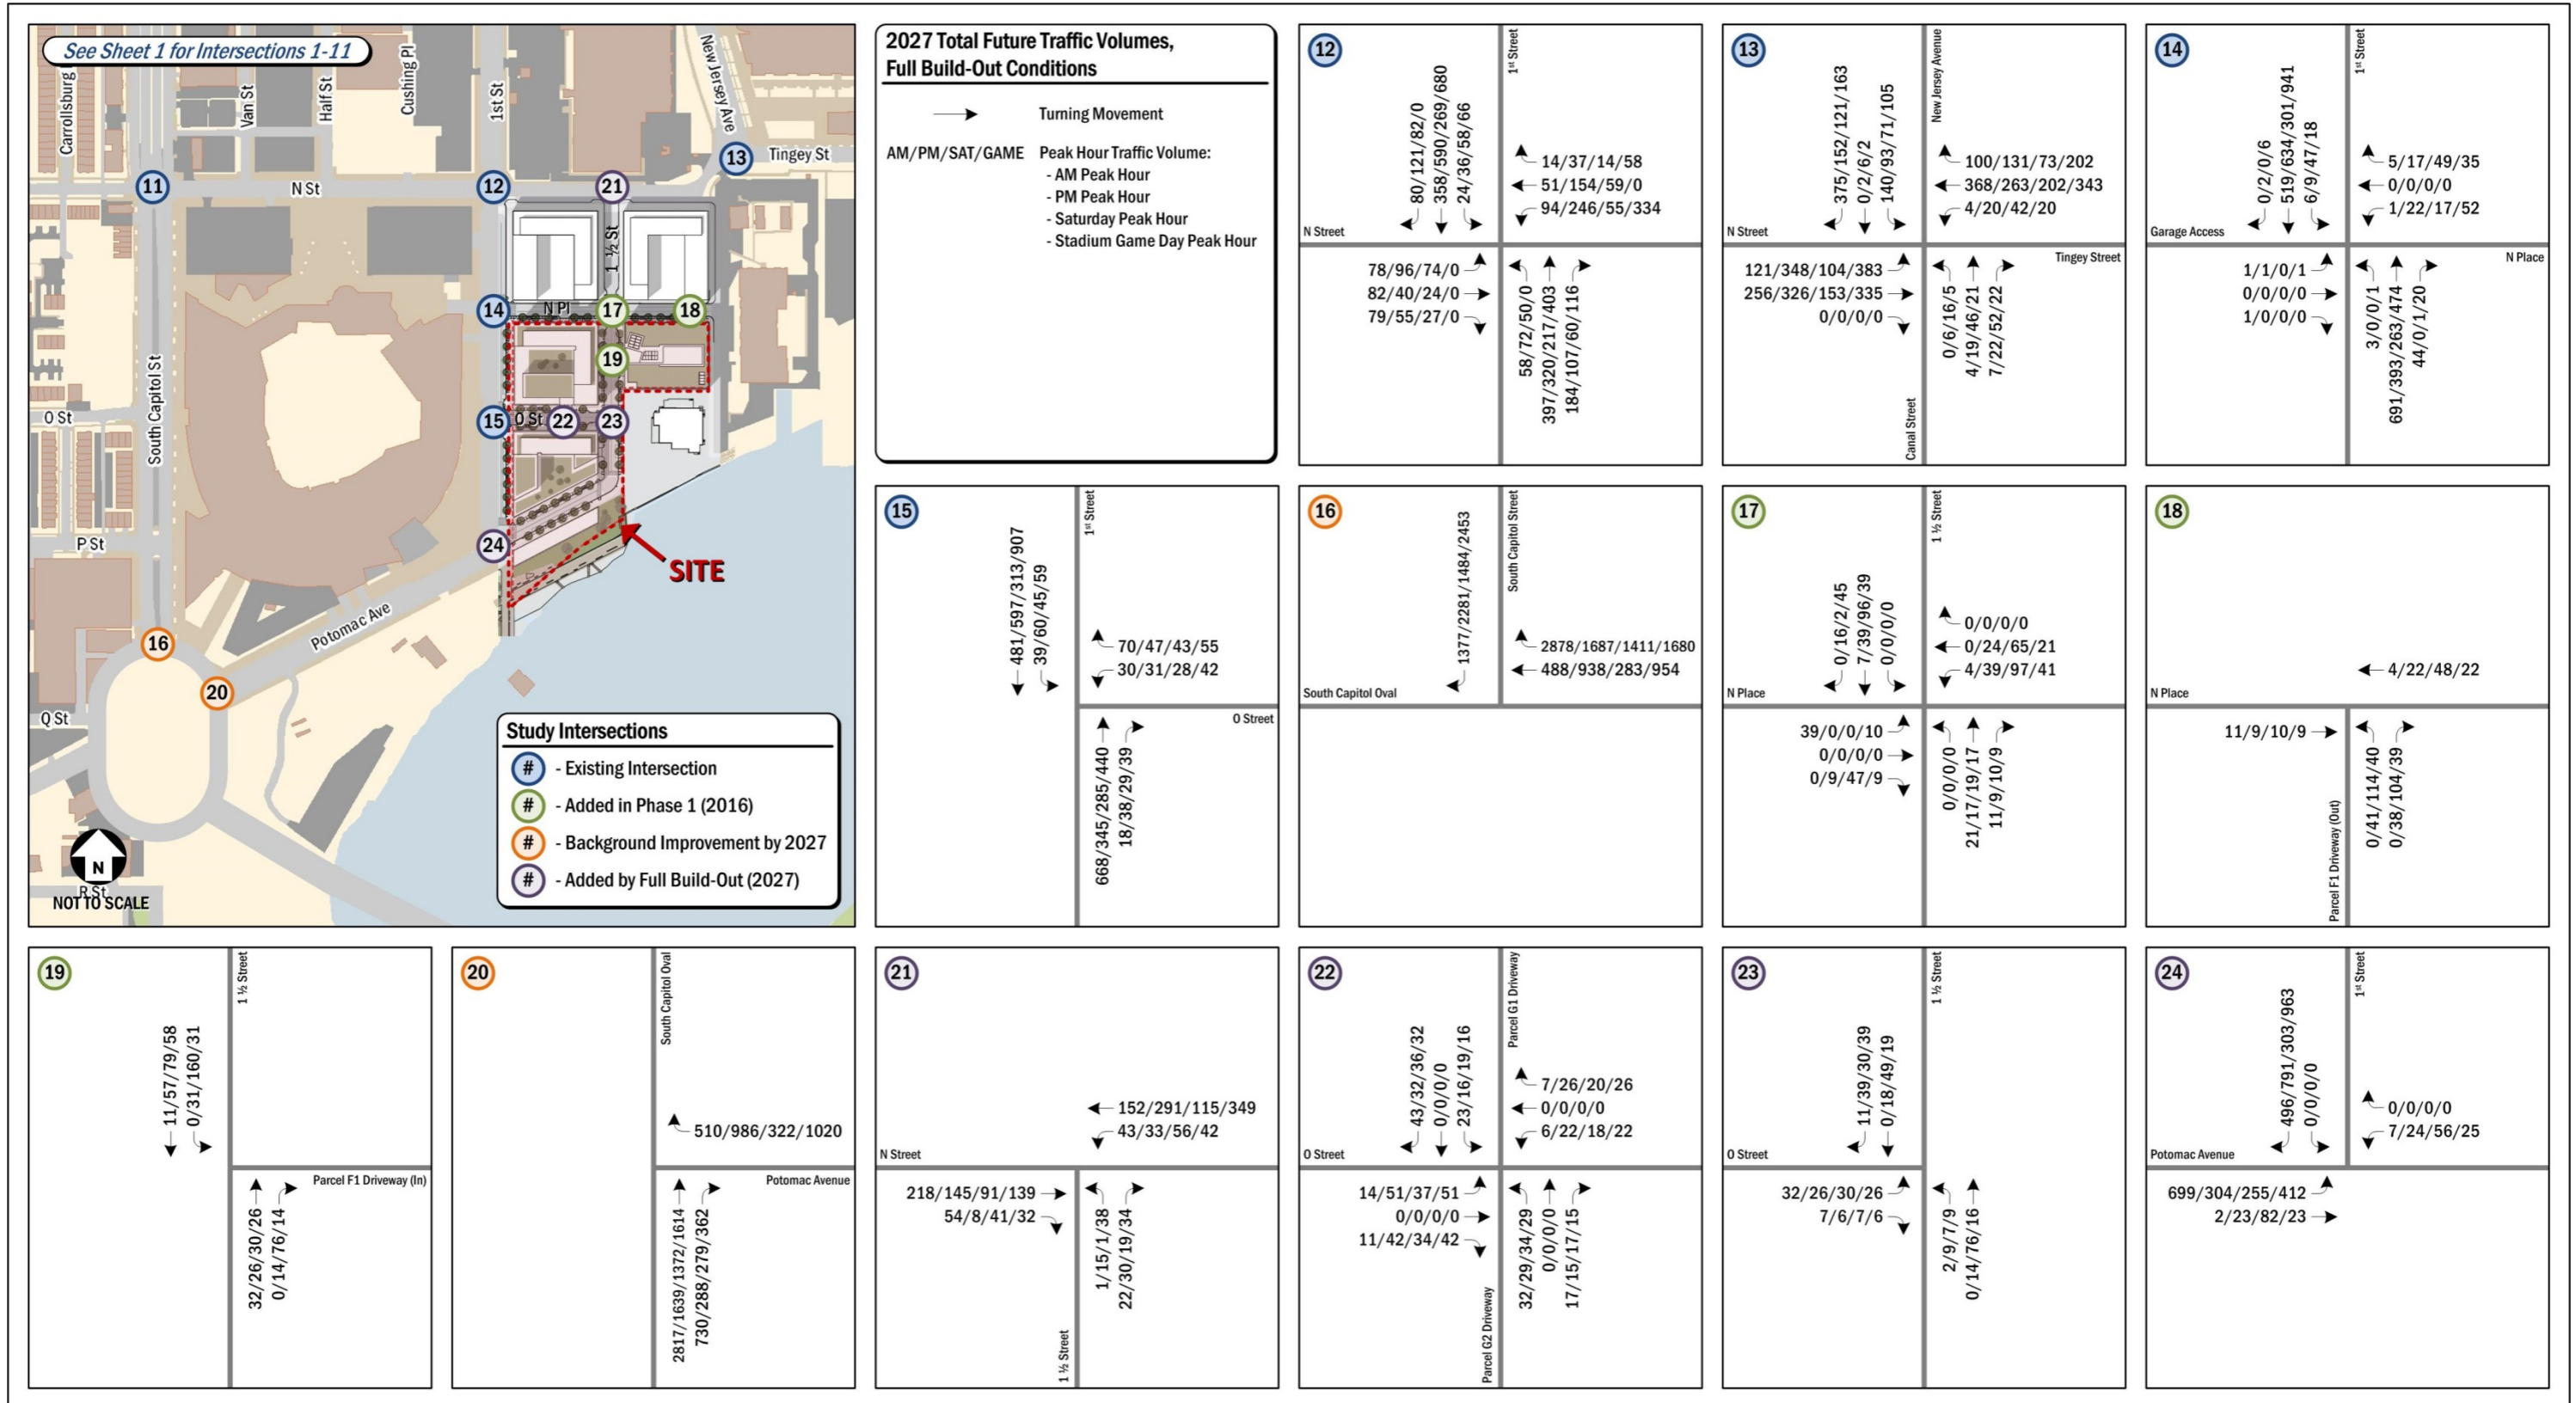 See Sheet 1 for Intersections 1-11
Carrollsburg
Van St
Half St
Cushing Pl
1st St
New Jersey Ave
13
Tingey St
11
N St
12
21
1 ½ St
14
N Pl
17
18
19
South Capitol St
O St
15
O St
22
23
P St
24
SITE
Potomac Ave
16
20
Q St
N
R St
NOT TO SCALE
Study Intersections
# - Existing Intersection
# - Added in Phase 1 (2016)
# - Background Improvement by 2027
# - Added by Full Build-Out (2027)
2027 Total Future Traffic Volumes,
Full Build-Out Conditions
Turning Movement
AM/PM/SAT/GAME Peak Hour Traffic Volume:
- AM Peak Hour
- PM Peak Hour
- Saturday Peak Hour
- Stadium Game Day Peak Hour
12
1st Street
80/121/82/0
358/590/269/680
24/36/58/66
14/37/14/58
51/154/59/0
94/246/55/334
N Street
78/96/74/0
82/40/24/0
79/55/27/0
58/72/50/0
397/320/217/403
184/107/60/116
13
New Jersey Avenue
375/152/121/163
0/2/6/2
140/93/71/105
100/131/73/202
368/263/202/343
4/20/42/20
N Street
Tingey Street
121/348/104/383
256/326/153/335
0/0/0/0
0/6/16/5
4/19/46/21
7/22/52/22
Canal Street
14
1st Street
0/2/0/6
519/634/301/941
6/9/47/18
5/17/49/35
0/0/0/0
1/22/17/52
Garage Access
N Place
1/1/0/1
0/0/0/0
1/0/0/0
3/0/0/1
691/393/263/474
44/0/1/20
15
1st Street
481/597/313/907
39/60/45/59
70/47/43/55
30/31/28/42
O Street
668/345/285/440
18/38/29/39
16
South Capitol Street
1377/2281/1484/2453
2878/1687/1411/1680
488/938/283/954
South Capitol Oval
17
1 ½ Street
0/16/2/45
7/39/96/39
0/0/0/0
0/0/0/0
0/24/65/21
4/39/97/41
N Place
39/0/0/10
0/0/0/0
0/9/47/9
0/0/0/0
21/17/19/17
11/9/10/9
18
4/22/48/22
N Place
11/9/10/9
0/41/114/40
0/38/104/39
Parcel F1 Driveway (Out)
19
1 ½ Street
11/57/79/58
0/31/160/31
Parcel F1 Driveway (In)
32/26/30/26
0/14/76/14
20
South Capitol Oval
510/986/322/1020
Potomac Avenue
2817/1639/1372/1614
730/288/279/362
21
152/291/115/349
43/33/56/42
N Street
218/145/91/139
54/8/41/32
1/15/1/38
22/30/19/34
1 ½ Street
22
Parcel G1 Driveway
43/32/36/32
0/0/0/0
23/16/19/16
7/26/20/26
0/0/0/0
6/22/18/22
O Street
14/51/37/51
0/0/0/0
11/42/34/42
32/29/34/29
0/0/0/0
17/15/17/15
Parcel G2 Driveway
23
1 ½ Street
11/39/30/39
0/18/49/19
O Street
32/26/30/26
7/6/7/6
2/9/7/9
0/14/76/16
24
1st Street
496/791/303/963
0/0/0/0
0/0/0/0
7/24/56/25
Potomac Avenue
699/304/255/412
2/23/82/23